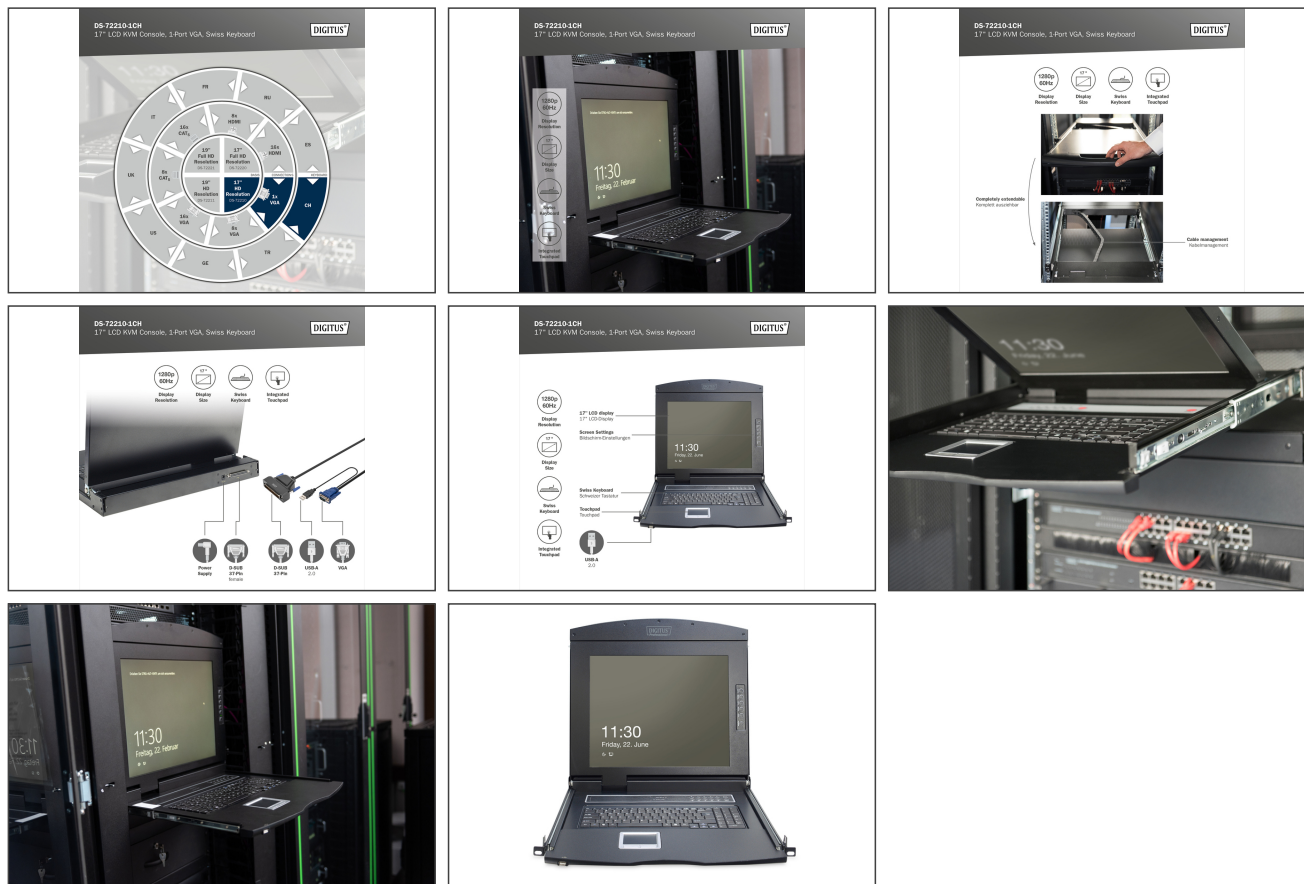 DS-72210-1CH
17" LCD KVM Console, 1-Port VGA, Swiss Keyboard
DIGITUS®
FR
RU
IT
16x
CAT5
8x
HDMI
ES
19"
Full HD
Resolution
17"
Full HD
Resolution
16x
HDMI
UK
8x
CAT5
19"
HD
Resolution
17"
HD
Resolution
1x
VGA
CH
16x
VGA
8x
VGA
US
GE
TR
DS-72210-1CH
17" LCD KVM Console, 1-Port VGA, Swiss Keyboard
DIGITUS®
1280p
60Hz
Display
Resolution
17"
Display
Size
Swiss
Keyboard
Integrated
Touchpad
11:30
Freitag, 22. Februar
DS-72210-1CH
17" LCD KVM Console, 1-Port VGA, Swiss Keyboard
DIGITUS®
1280p
60Hz
Display
Resolution
17"
Display
Size
Swiss
Keyboard
Integrated
Touchpad
Completely extendable
Komplett ausziehbar
Cable management
Kabelmanagement
DS-72210-1CH
17" LCD KVM Console, 1-Port VGA, Swiss Keyboard
DIGITUS®
1280p
60Hz
Display
Resolution
17"
Display
Size
Swiss
Keyboard
Integrated
Touchpad
Power
Supply
D-SUB
37-Pin
female
D-SUB
37-Pin
USB-A
2.0
VGA
DS-72210-1CH
17" LCD KVM Console, 1-Port VGA, Swiss Keyboard
DIGITUS®
1280p
60Hz
Display
Resolution
17"
Display
Size
Swiss
Keyboard
Integrated
Touchpad
17" LCD display
17" LCD-Display
Screen Settings
Bildschirm-Einstellungen
11:30
Friday, 22. June
Swiss Keyboard
Schweizer Tastatur
Touchpad
Touchpad
USB-A
2.0
11:30
Friday, 22. June
11:30
Freitag, 22. Februar
DIGITUS
11:30
Friday, 22. June